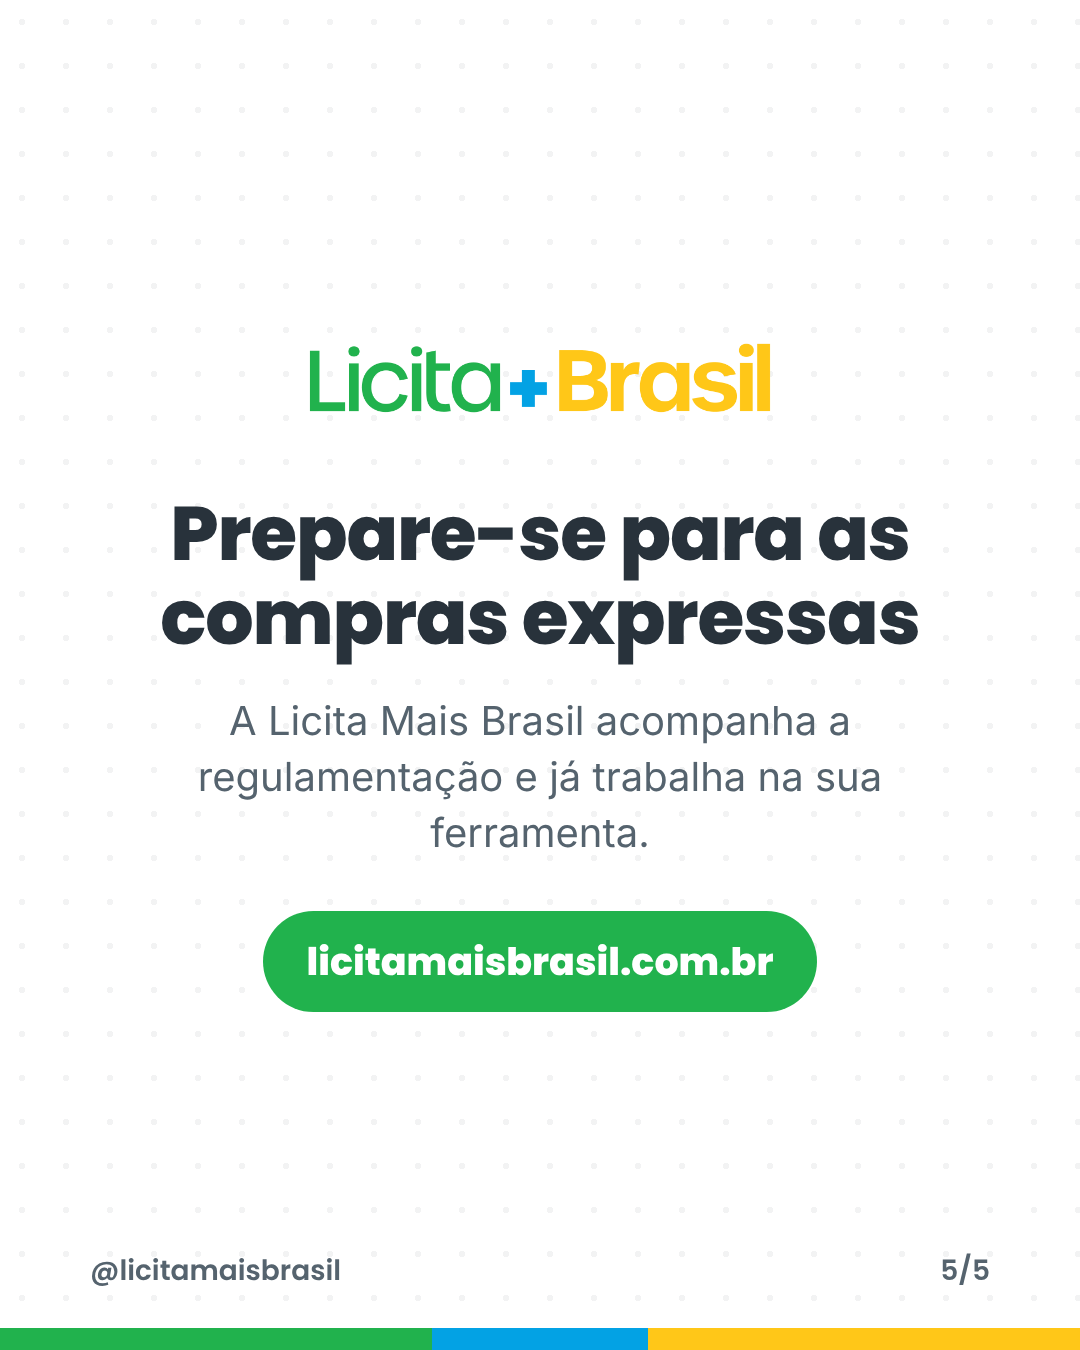 Licita+Brasil
Prepare-se para as
compras expressas
A Licita Mais Brasil acompanha a
regulamentação e já trabalha na sua
ferramenta.
licitamaisbrasil.com.br
@licitamaisbrasil
5/5